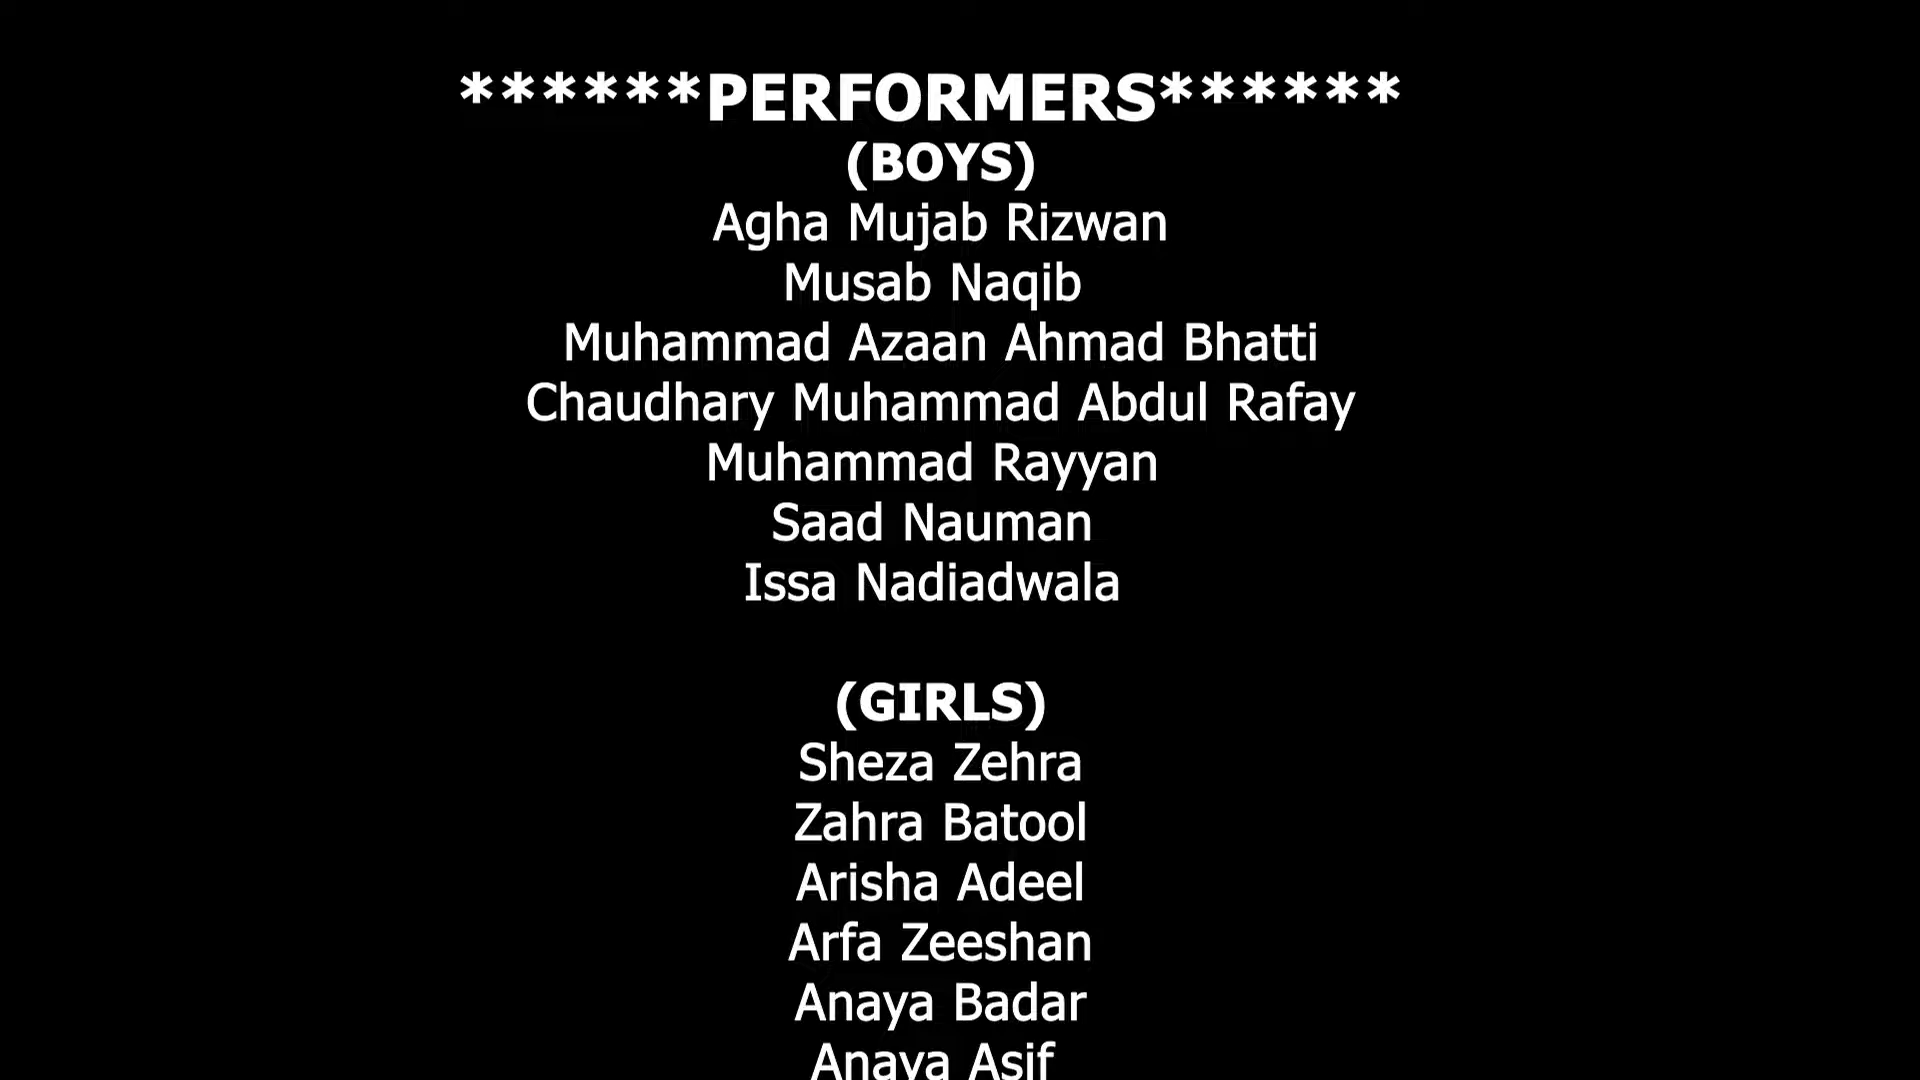 ******PERFORMERS******
(BOYS)
Agha Mujab Rizwan
Musab Naqib
Muhammad Azaan Ahmad Bhatti
Chaudhary Muhammad Abdul Rafay
Muhammad Rayyan
Saad Nauman
Issa Nadiadwala
(GIRLS)
Sheza Zehra
Zahra Batool
Arisha Adeel
Arfa Zeeshan
Anaya Badar
Anaya Asif